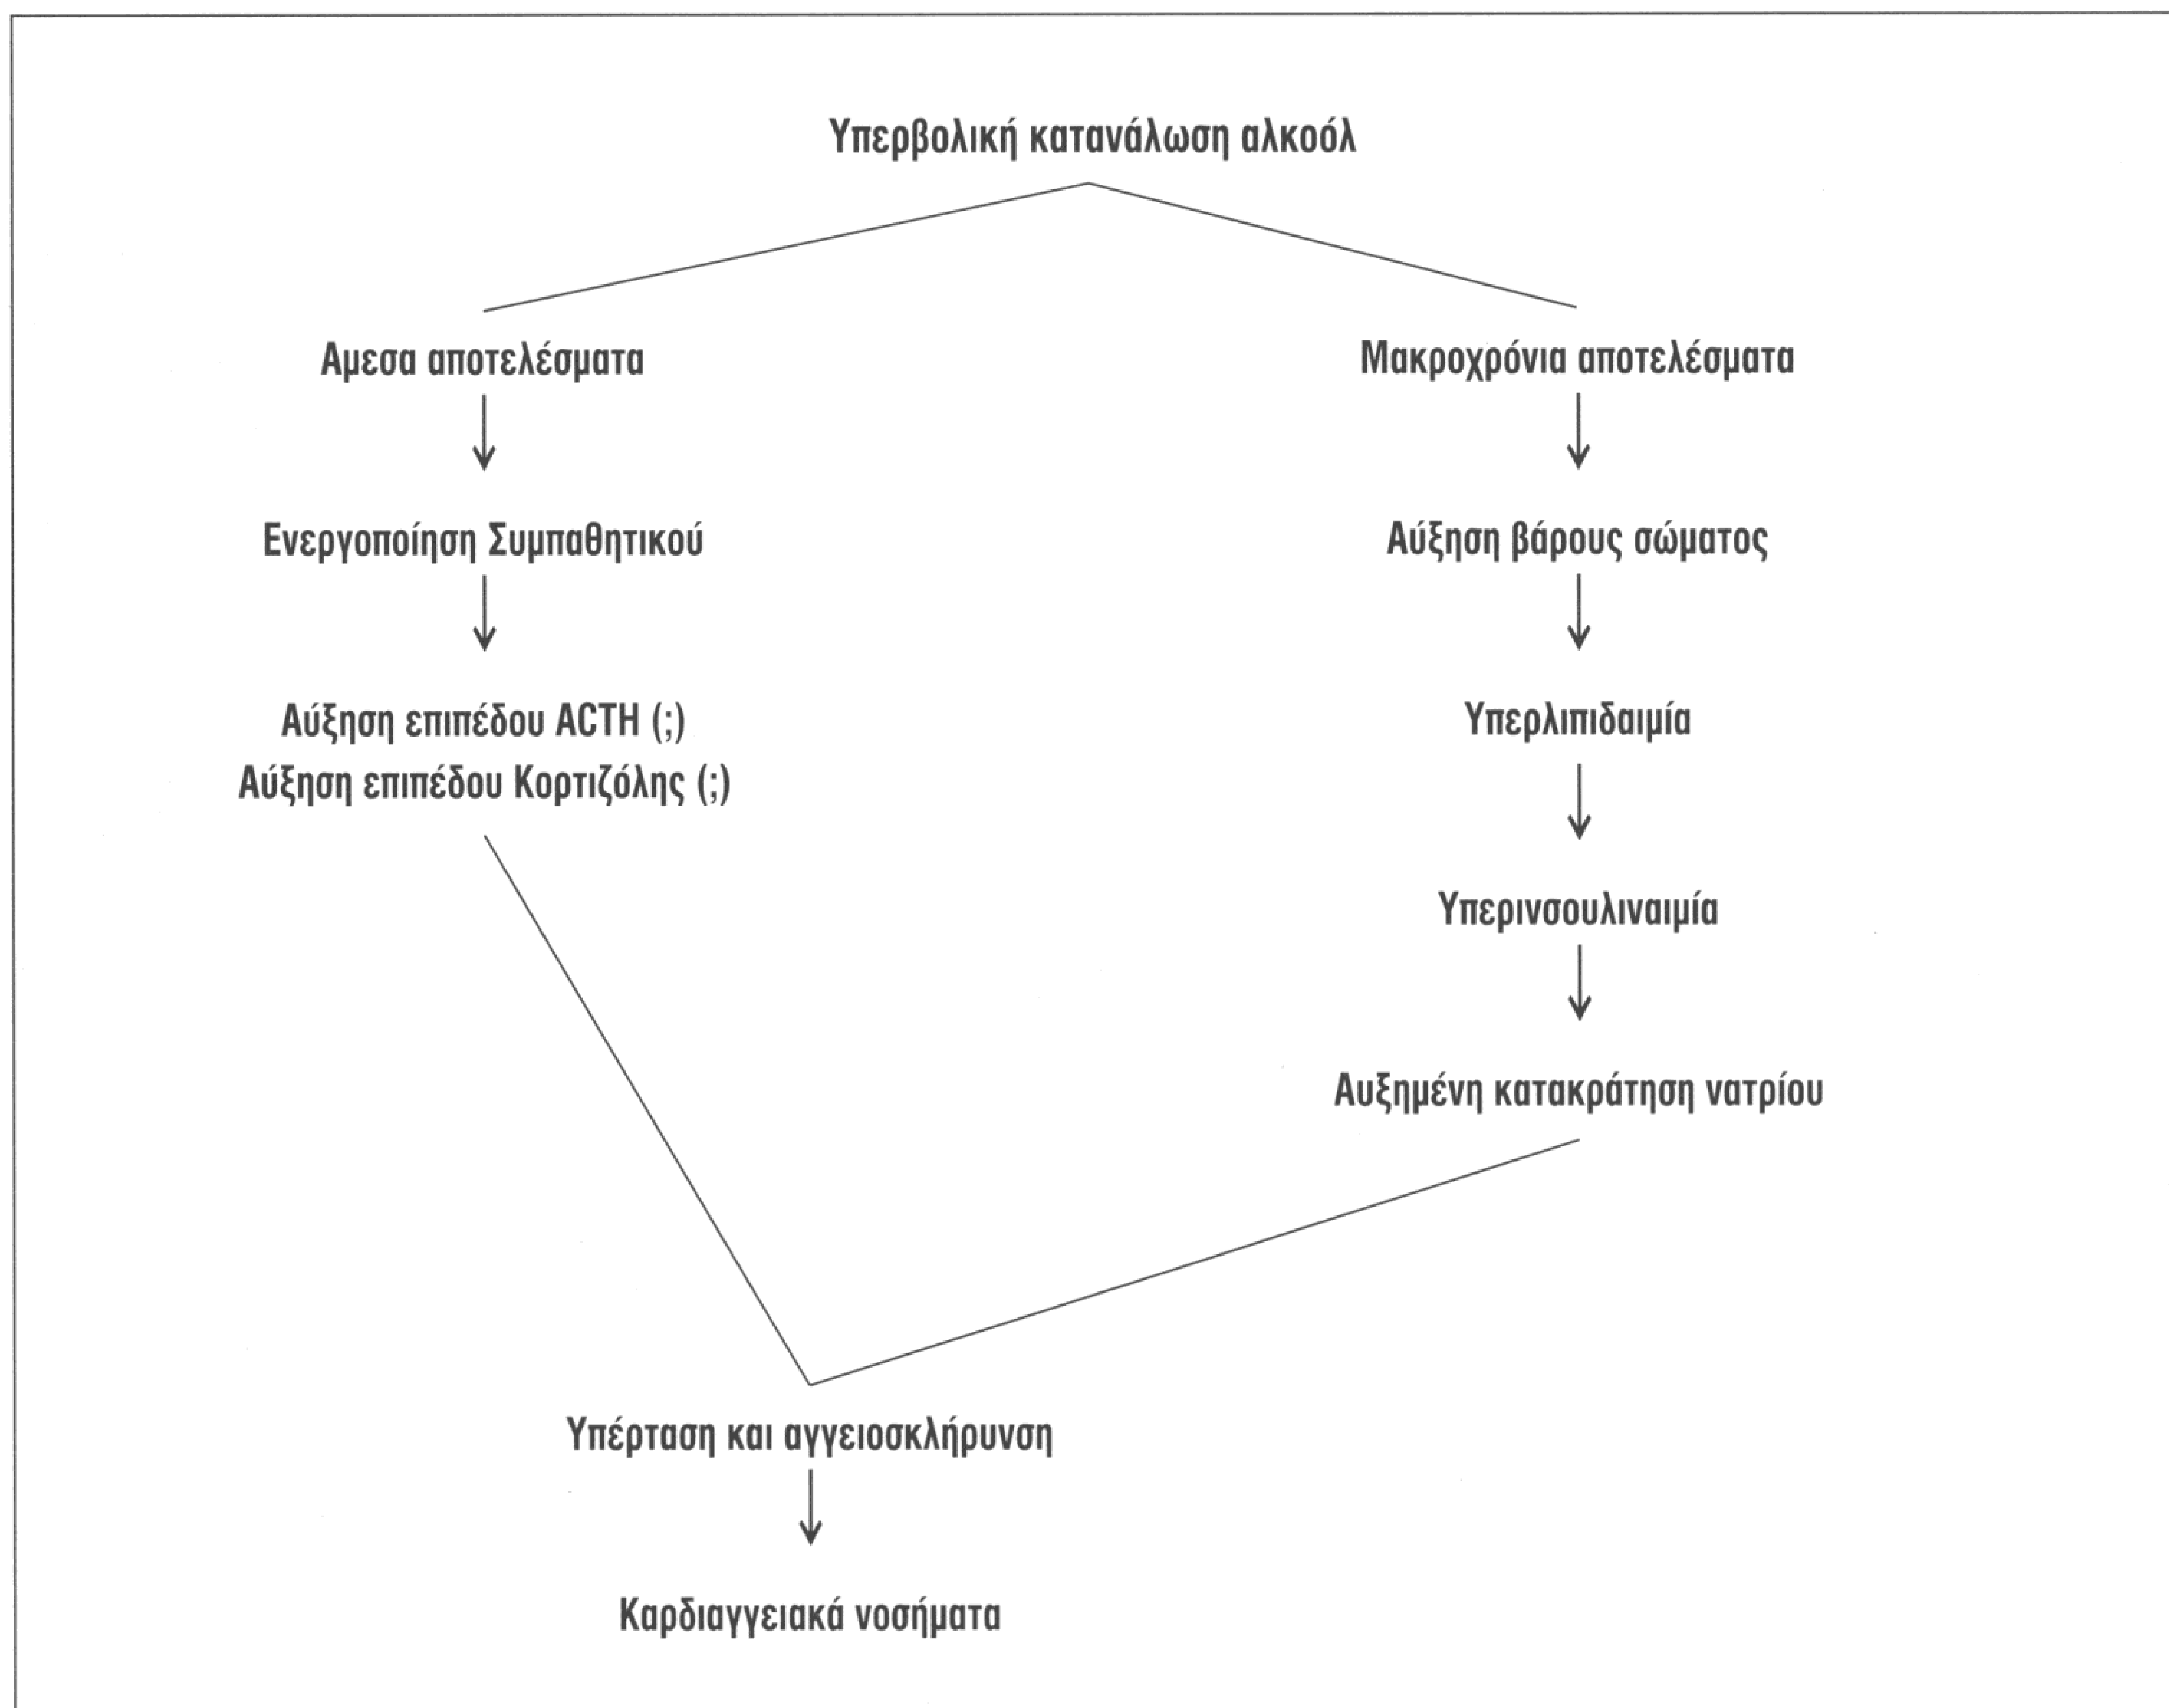 Υπερβολική κατανάλωση αλκοόλ
Αμεσα αποτελέσματα
Μακροχρόνια αποτελέσματα
Ενεργοποίηση Συμπαθητικού
Αύξηση βάρους σώματος
Αύξηση επιπέδου ACTH (;)
Αύξηση επιπέδου Κορτιζόλης (;)
Υπερλιπιδαιμία
Υπερινσουλιναιμία
Αυξημένη κατακράτηση νατρίου
Υπέρταση και αγγειοσκλήρυνση
Καρδιαγγειακά νοσήματα